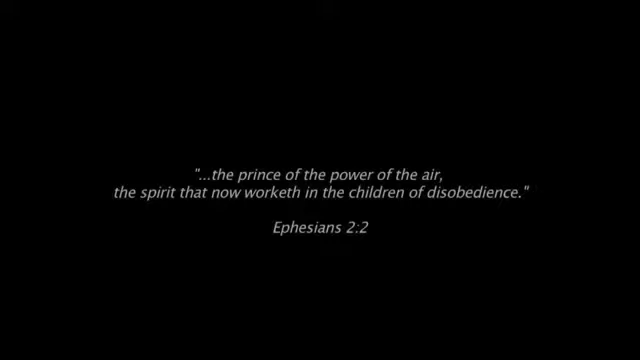 "...the prince of the power of the air,
the spirit that now worketh in the children of disobedience."
Ephesians 2:2